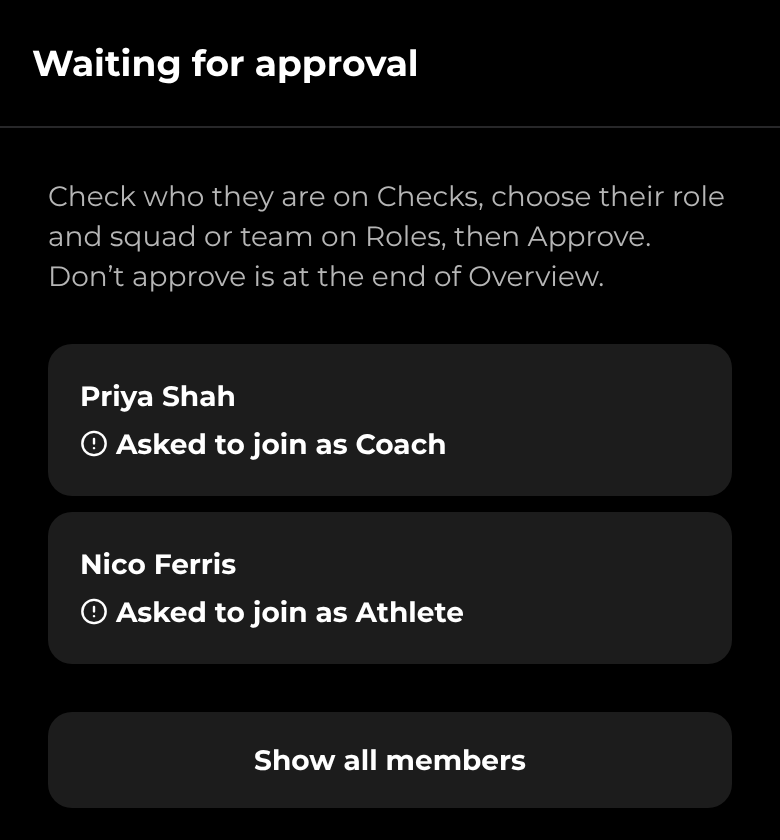 Waiting for approval
Check who they are on Checks, choose their role
and squad or team on Roles, then Approve.
Don’t approve is at the end of Overview.
Priya Shah
Asked to join as Coach
Nico Ferris
Asked to join as Athlete
Show all members